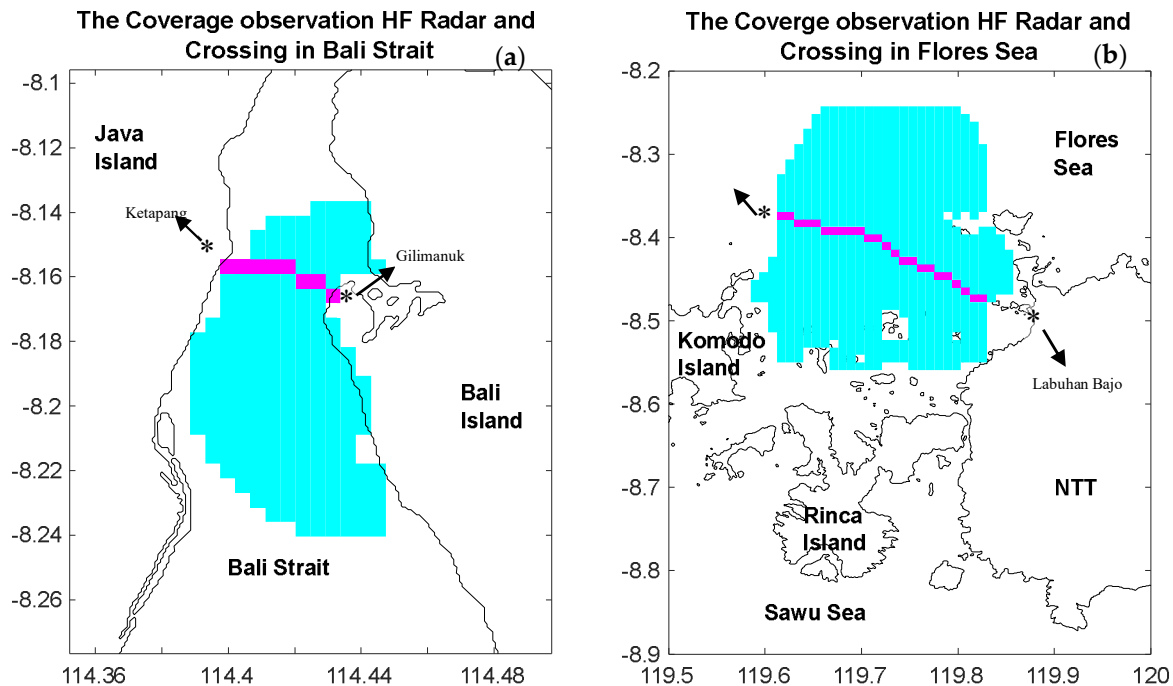 The Coverage observation HF Radar and
Crossing in Bali Strait
(a)
-8.1
-8.12
-8.14
-8.16
-8.18
-8.2
-8.22
-8.24
-8.26
Java
Island
Ketapang
Gilimanuk
Bali
Island
Bali Strait
114.36
114.4
114.44
114.48
The Coverge observation HF Radar and
Crossing in Flores Sea
(b)
-8.2
-8.3
-8.4
-8.5
-8.6
-8.7
-8.8
-8.9
Flores
Sea
Komodo
Island
Labuhan Bajo
NTT
Rinca
Island
Sawu Sea
119.5
119.6
119.7
119.8
119.9
120